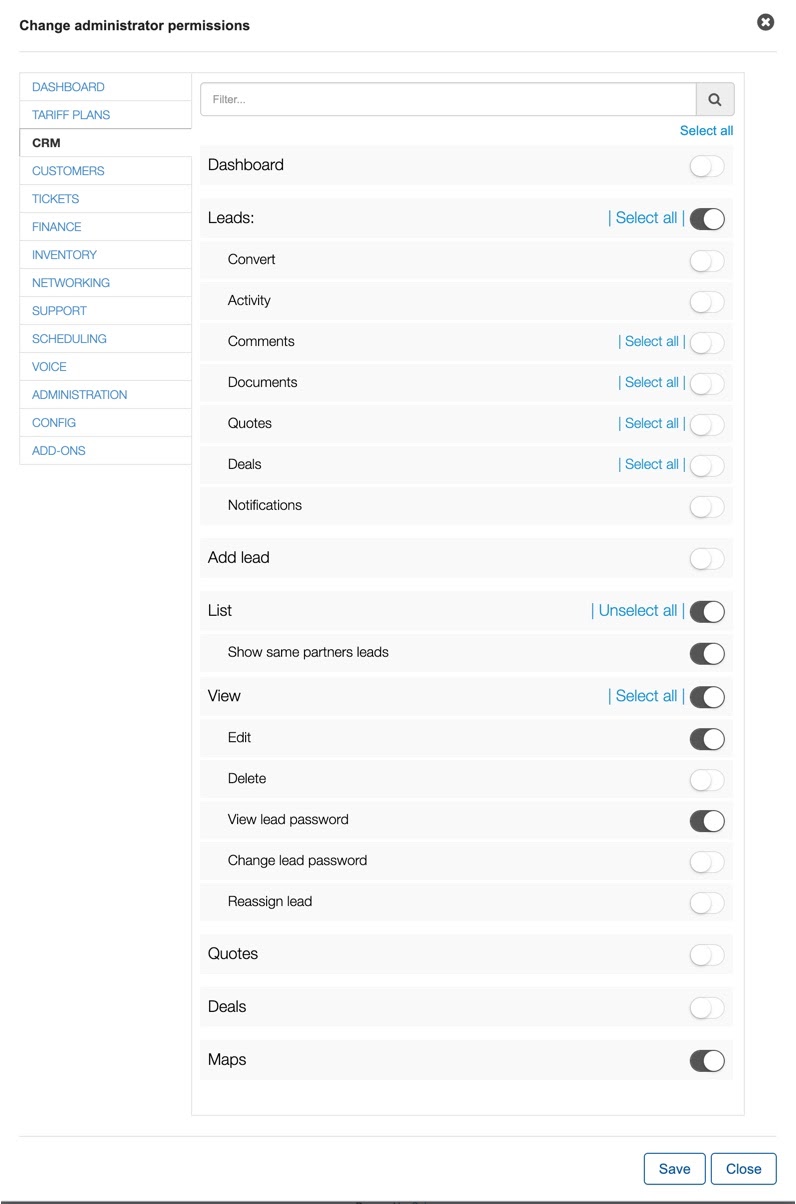 Change administrator permissions
DASHBOARD
TARIFF PLANS
CRM
CUSTOMERS
TICKETS
FINANCE
INVENTORY
NETWORKING
SUPPORT
SCHEDULING
VOICE
ADMINISTRATION
CONFIG
ADD-ONS
Filter...
Select all
Dashboard
Leads: | Select all |
Convert
Activity
Comments | Select all |
Documents | Select all |
Quotes | Select all |
Deals | Select all |
Notifications
Add lead
List | Unselect all |
Show same partners leads
View | Select all |
Edit
Delete
View lead password
Change lead password
Reassign lead
Quotes
Deals
Maps
Save Close